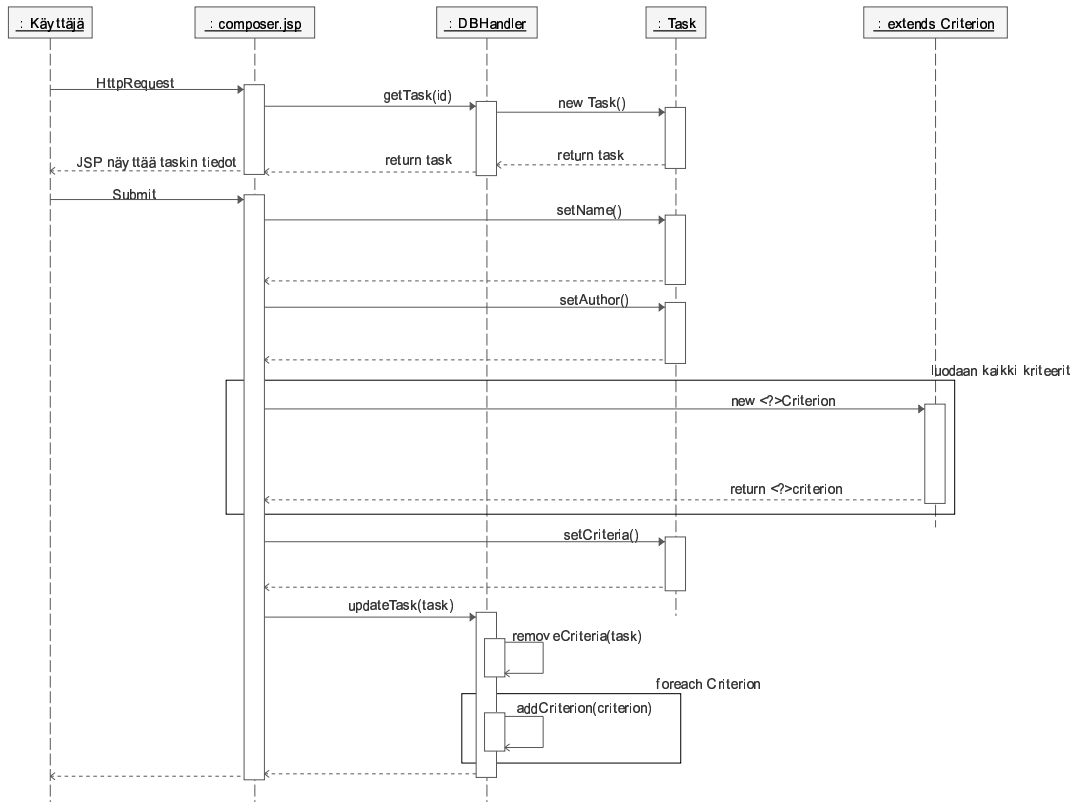 : Käyttäjä
: composer.jsp
: DBHandler
: Task
: extends Criterion
HttpRequest
getTask(id)
new Task()
JSP näyttää taskin tiedot
return task
return task
Submit
setName()
setAuthor()
luodaan kaikki kriteerit
new <?>Criterion
return <?>criterion
setCriteria()
updateTask(task)
removeCriteria(task)
foreach Criterion
addCriterion(criterion)